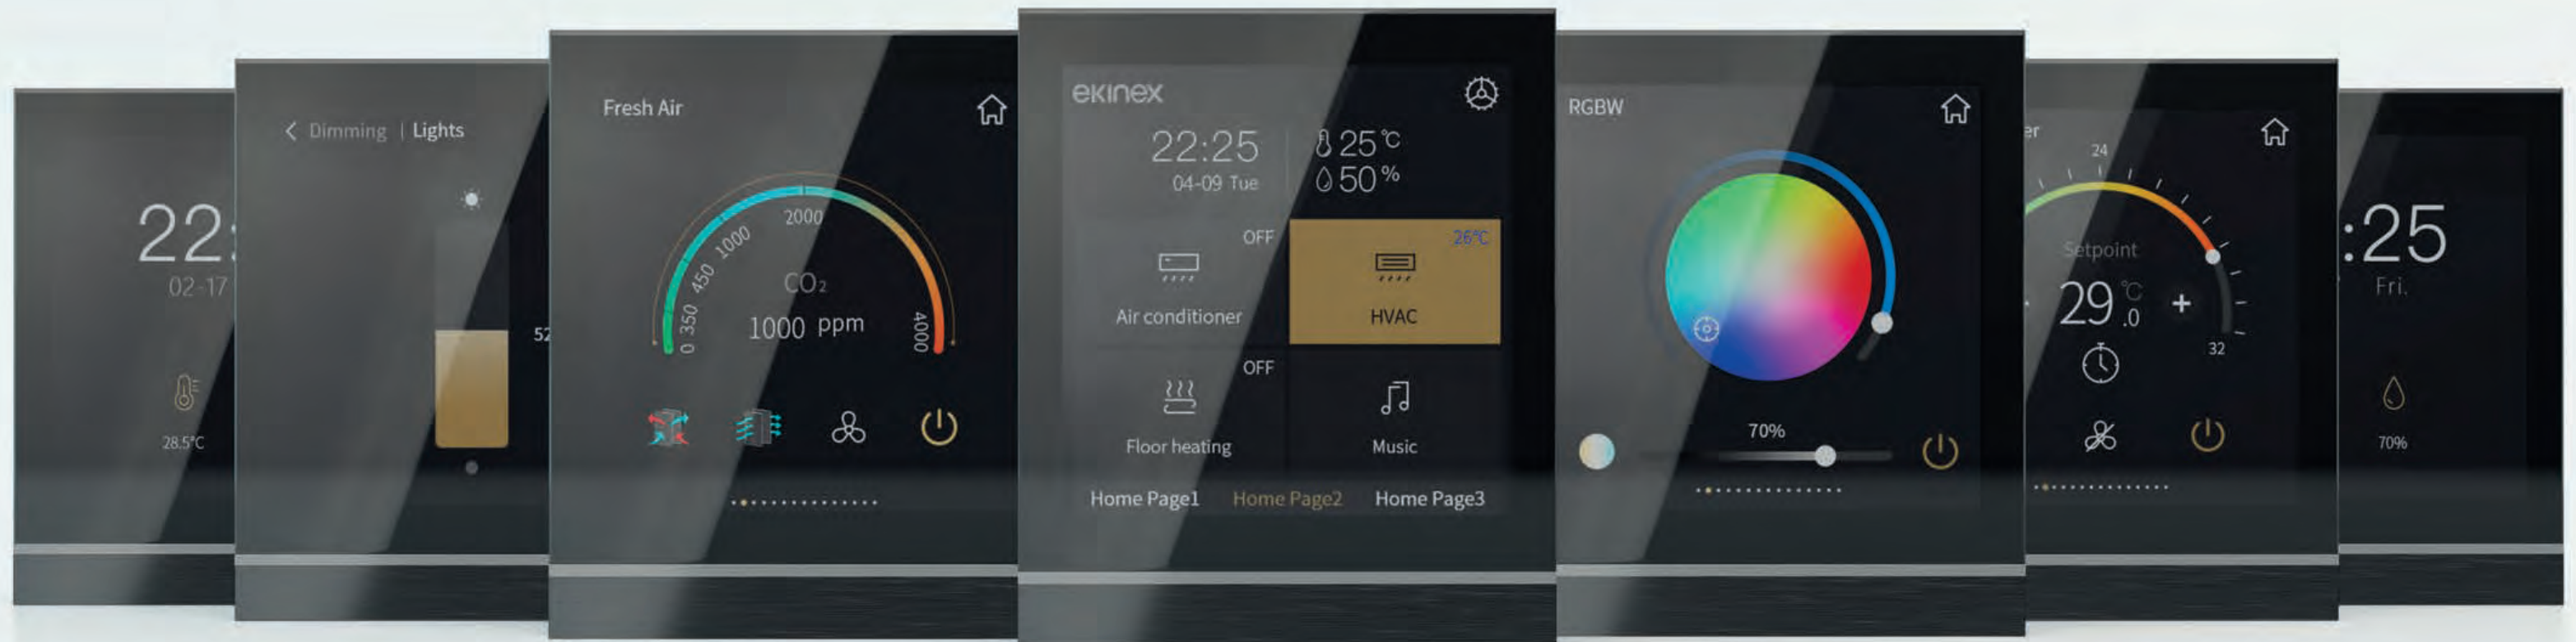 22:
02-17
28.5°C
Dimming | Lights
52
Fresh Air
0 350 450 1000 2000 4000
CO₂
1000 ppm
ekinex
22:25
04-09 Tue
25°C
50%
OFF
Air conditioner
26°C
HVAC
OFF
Floor heating
Music
Home Page1 Home Page2 Home Page3
RGBW
70%
er
24
Setpoint
29.0 °C
+
32
:25
Fri.
70%